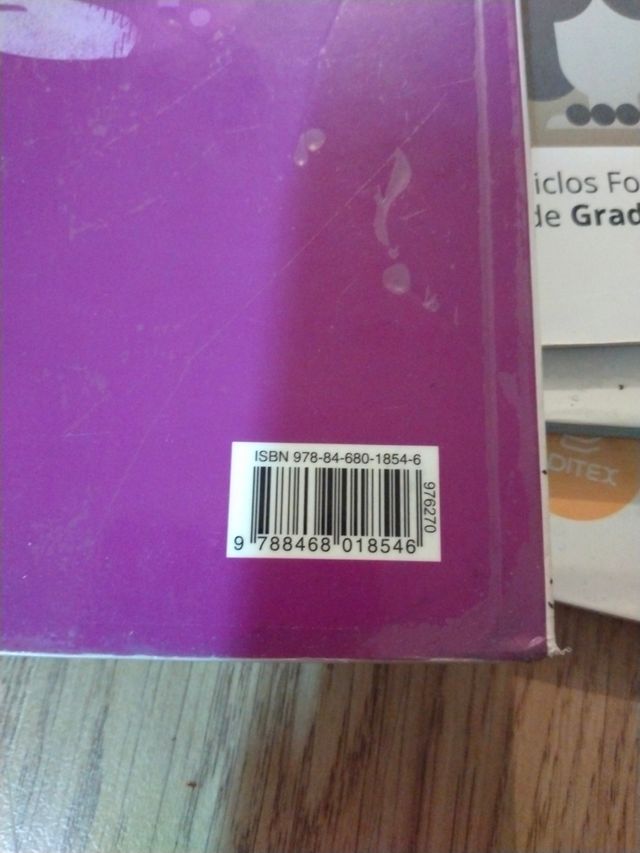 iclos Fo
de Grad
DITEX
ISBN 978-84-680-1854-6
976270
9 788468 018546